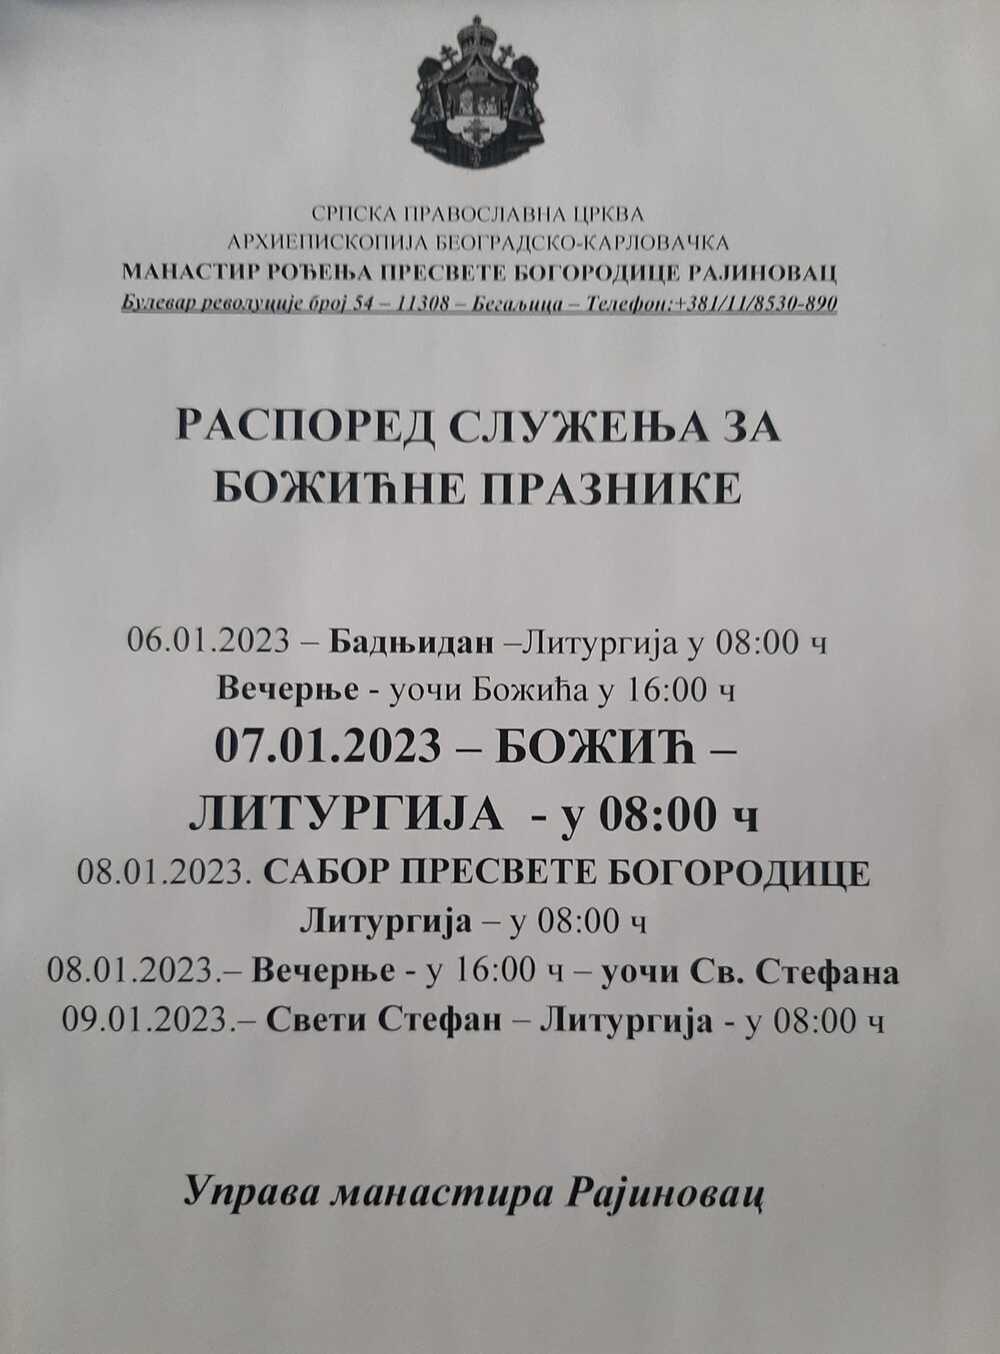 СРПСКА ПРАВОСЛАВНА ЦРКВА
АРХИЕПИСКОПИЈА БЕОГРАДСКО-КАРЛОВАЧКА
МАНАСТИР РОЂЕЊА ПРЕСВЕТЕ БОГОРОДИЦЕ РАЈИНОВАЦ
Булевар револуције број 54 – 11308 – Бегаљица – Телефон:+381/11/8530-890
РАСПОРЕД СЛУЖЕЊА ЗА
БОЖИЋНЕ ПРАЗНИКЕ
06.01.2023 – Бадњидан –Литургија у 08:00 ч
Вечерње - уочи Божића у 16:00 ч
07.01.2023 – БОЖИЋ –
ЛИТУРГИЈА - у 08:00 ч
08.01.2023. САБОР ПРЕСВЕТЕ БОГОРОДИЦЕ
Литургија – у 08:00 ч
08.01.2023.– Вечерње - у 16:00 ч – уочи Св. Стефана
09.01.2023.– Свети Стефан – Литургија - у 08:00 ч
Управа манастира Рајиновац